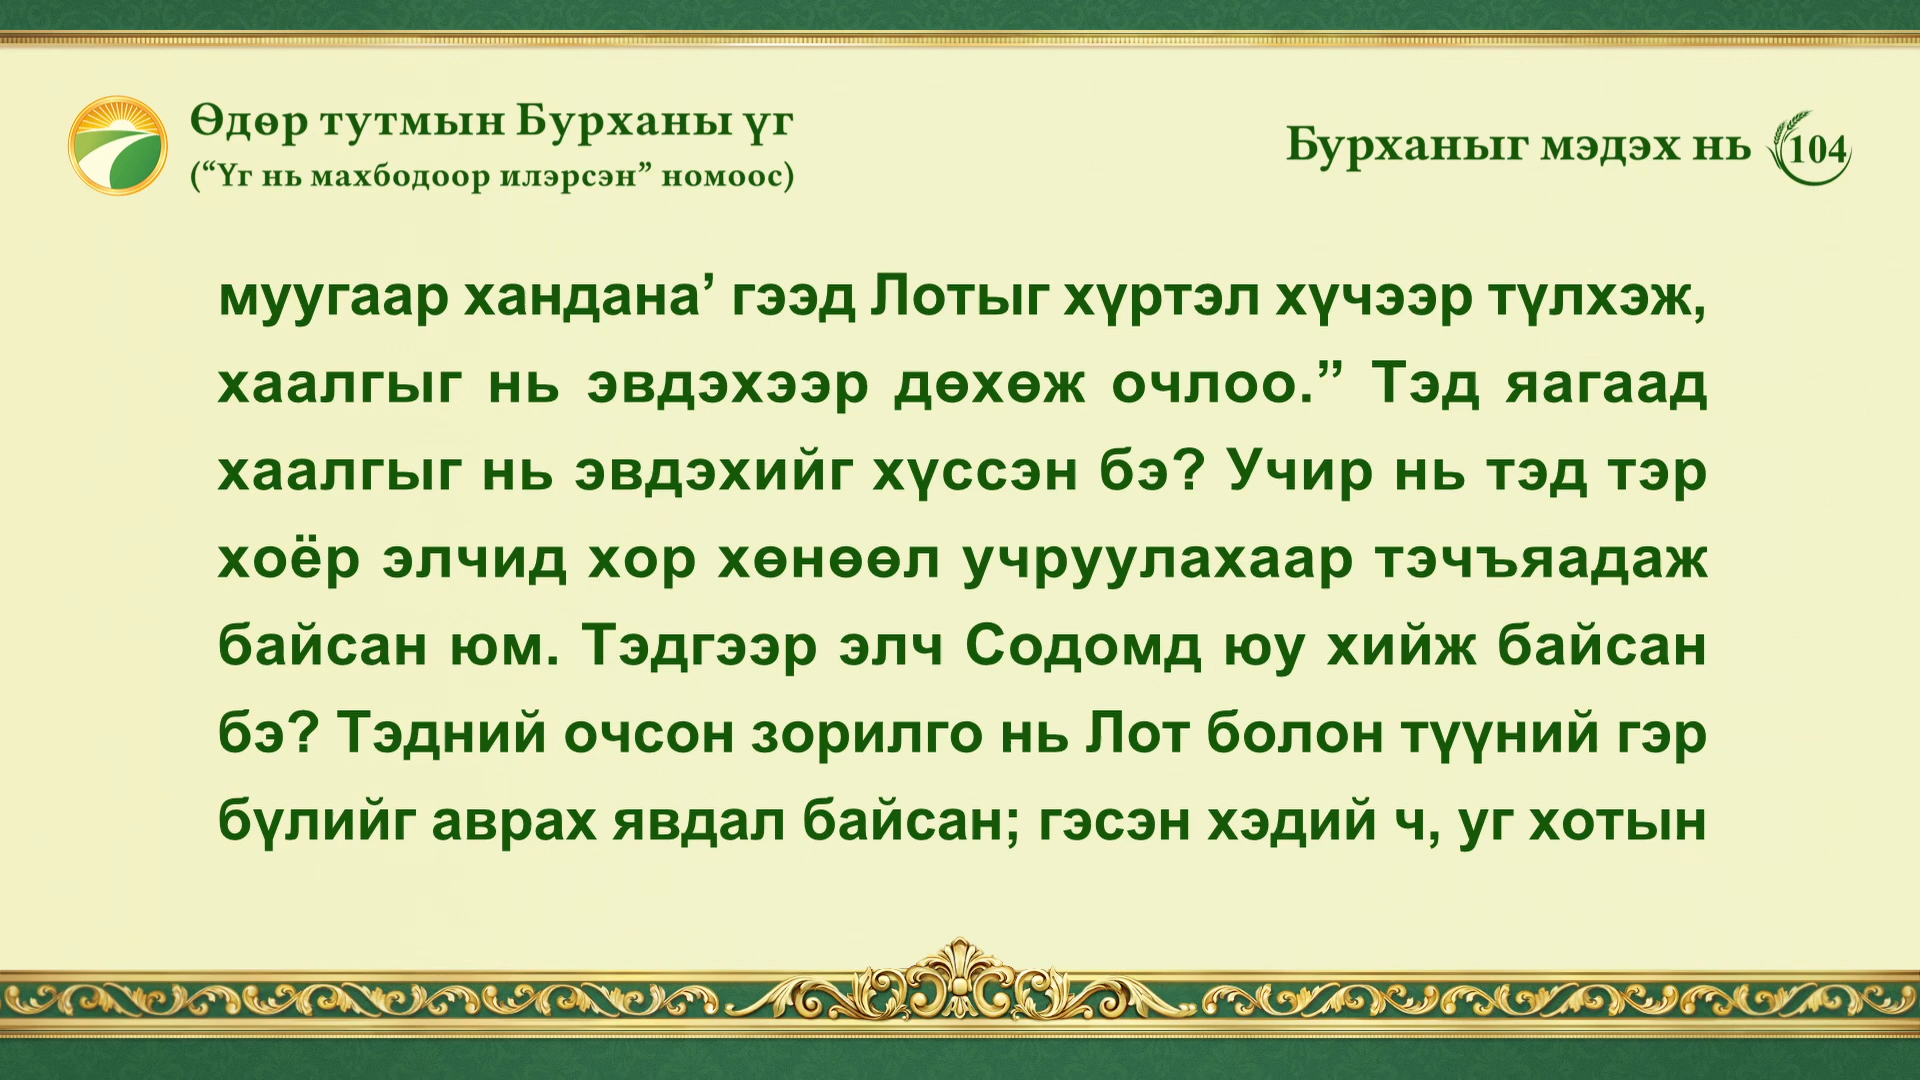 Өдөр тутмын Бурханы үг
(“Үг нь махбодоор илэрсэн” номоос)
Бурханыг мэдэх нь 104
муугаар хандана’ гээд Лотыг хүртэл хүчээр түлхэж,
хаалгыг нь эвдэхээр дөхөж очлоо.” Тэд яагаад
хаалгыг нь эвдэхийг хүссэн бэ? Учир нь тэд тэр
хоёр элчид хор хөнөөл учруулахаар тэчъяадаж
байсан юм. Тэдгээр элч Содомд юу хийж байсан
бэ? Тэдний очсон зорилго нь Лот болон түүний гэр
бүлийг аврах явдал байсан; гэсэн хэдий ч, уг хотын